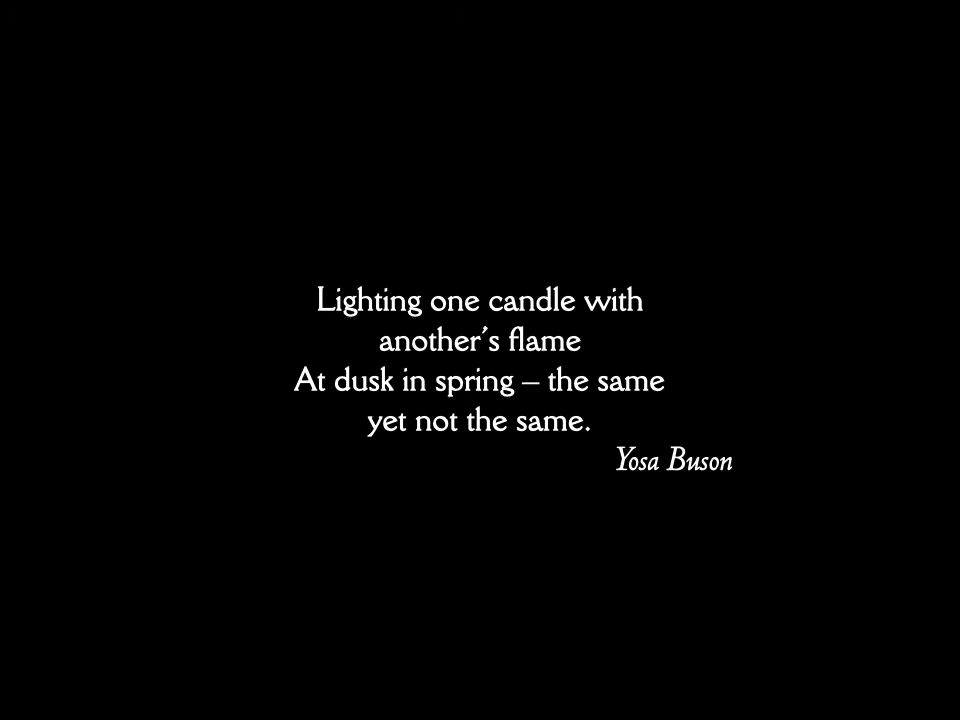 Lighting one candle with
another's flame
At dusk in spring – the same
yet not the same.
Yosa Buson